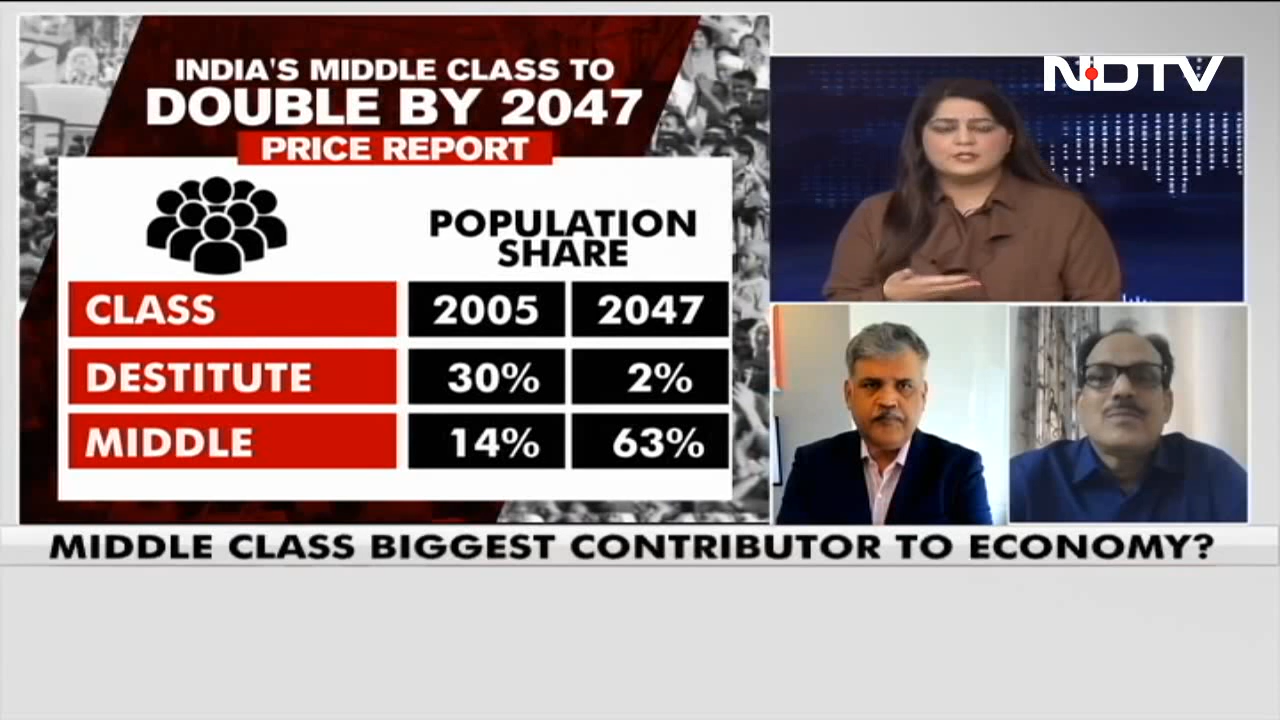 INDIA'S MIDDLE CLASS TO
DOUBLE BY 2047
PRICE REPORT
POPULATION
SHARE
CLASS 2005 2047
DESTITUTE 30% 2%
MIDDLE 14% 63%
NDTV
MIDDLE CLASS BIGGEST CONTRIBUTOR TO ECONOMY?